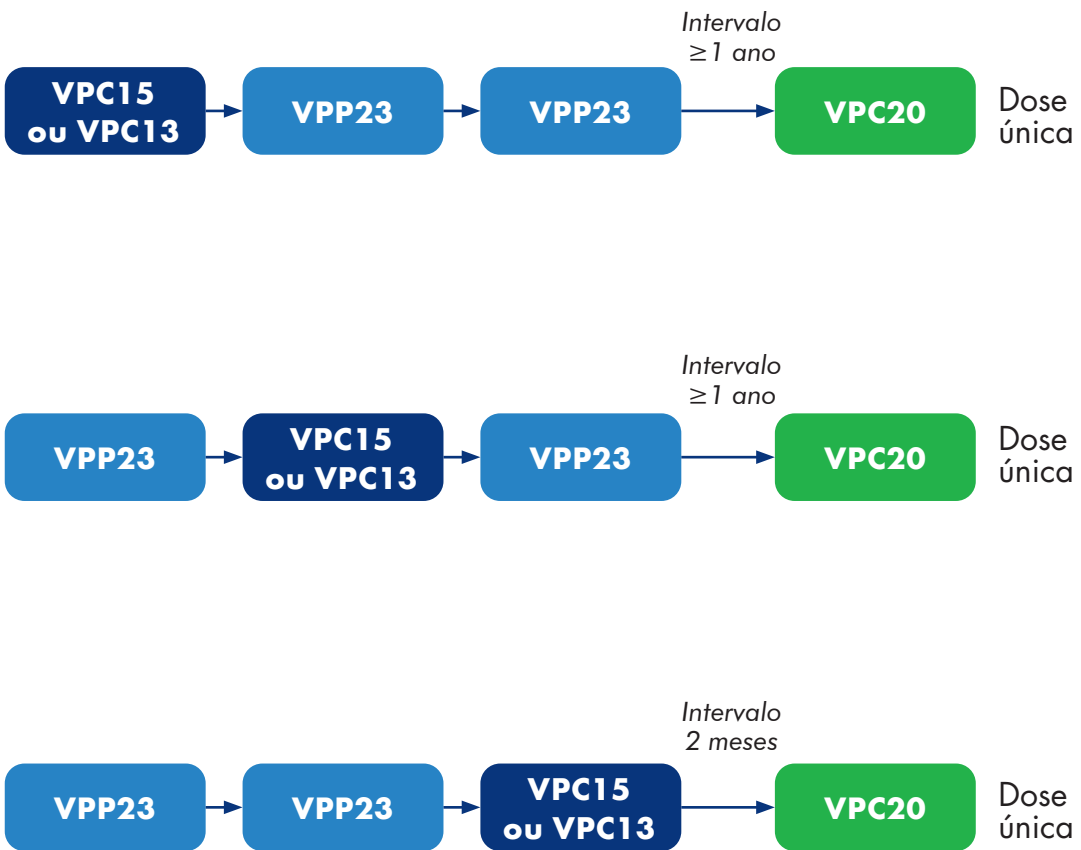 Intervalo
≥1 ano
VPC15
ou VPC13
VPP23
VPP23
VPC20
Dose
única
Intervalo
≥1 ano
VPP23
VPC15
ou VPC13
VPP23
VPC20
Dose
única
Intervalo
2 meses
VPP23
VPP23
VPC15
ou VPC13
VPC20
Dose
única